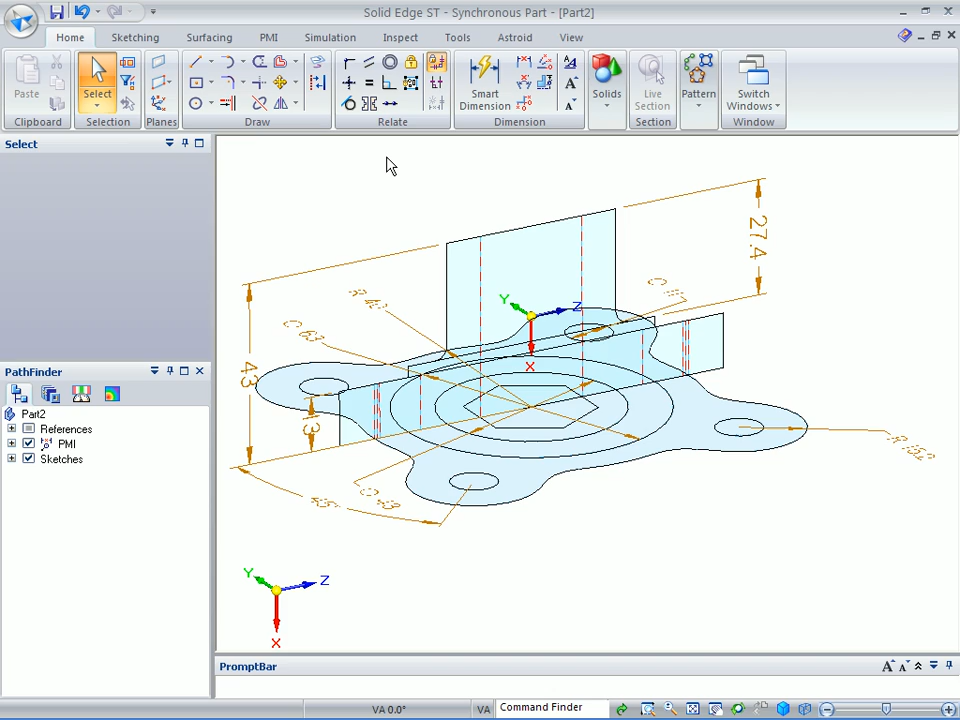 Solid Edge ST - Synchronous Part - [Part2]
Home Sketching Surfacing PMI Simulation Inspect Tools Astroid View
Paste
Select
Smart
Dimension
Solids
Live
Section
Pattern
Switch
Windows
Clipboard Selection Planes Draw Relate Dimension Section Window
Select
27.4
Y Z
X
43
13
45°
PathFinder
Part2
References
PMI
Sketches
Y Z
X
PromptBar
VA 0.0° VA Command Finder